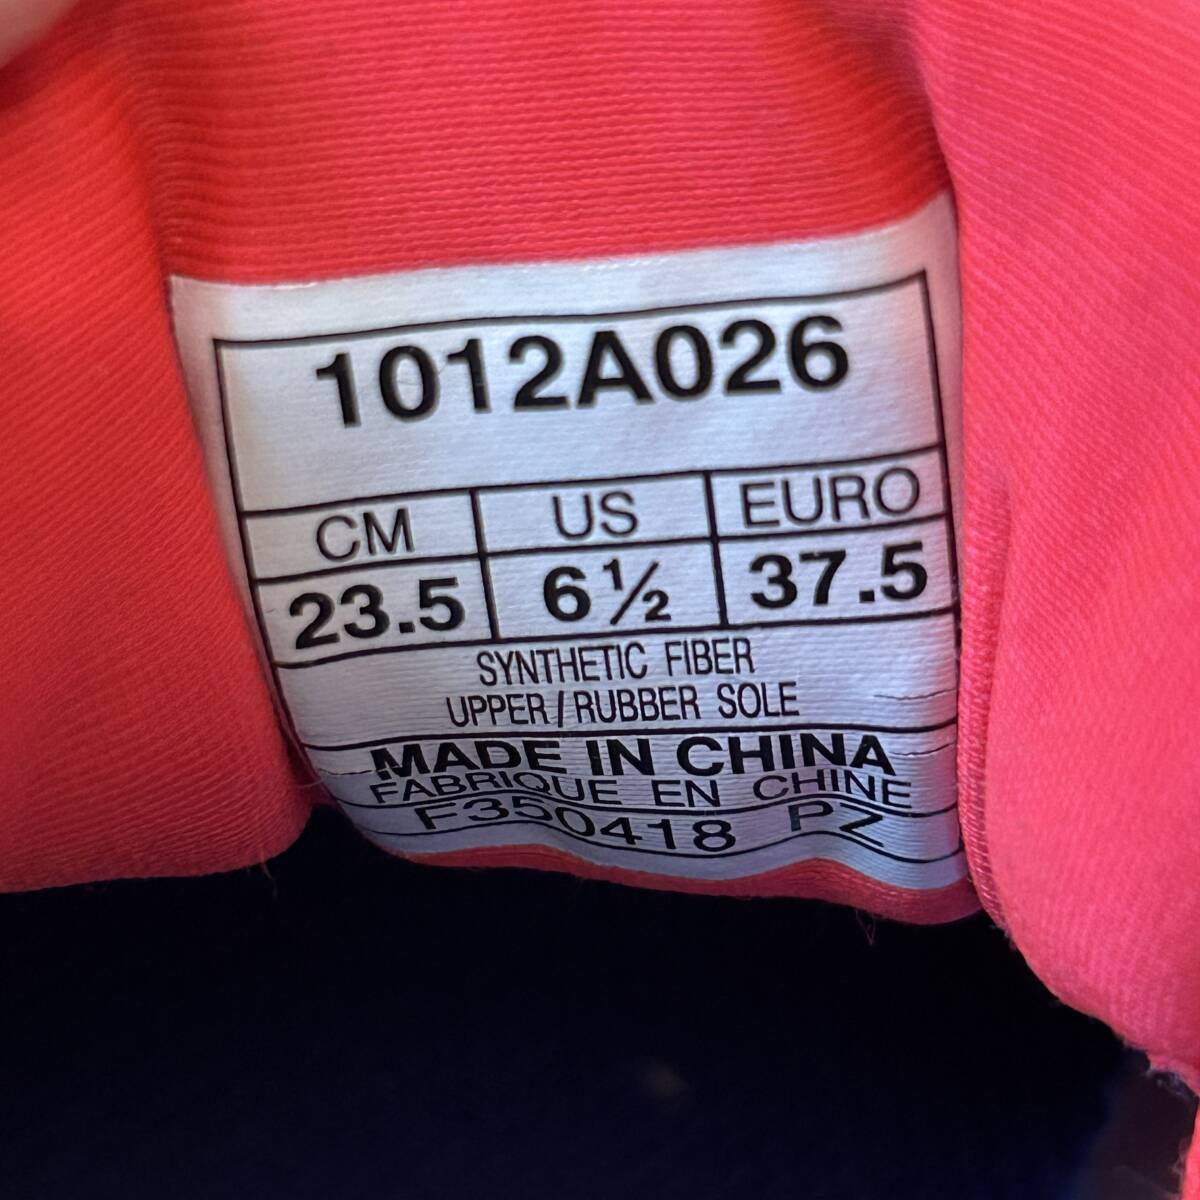 1012A026
CM US EURO
23.5 6½ 37.5
SYNTHETIC FIBER
UPPER/RUBBER SOLE
MADE IN CHINA
FABRIQUE EN CHINE
F350418 PZ